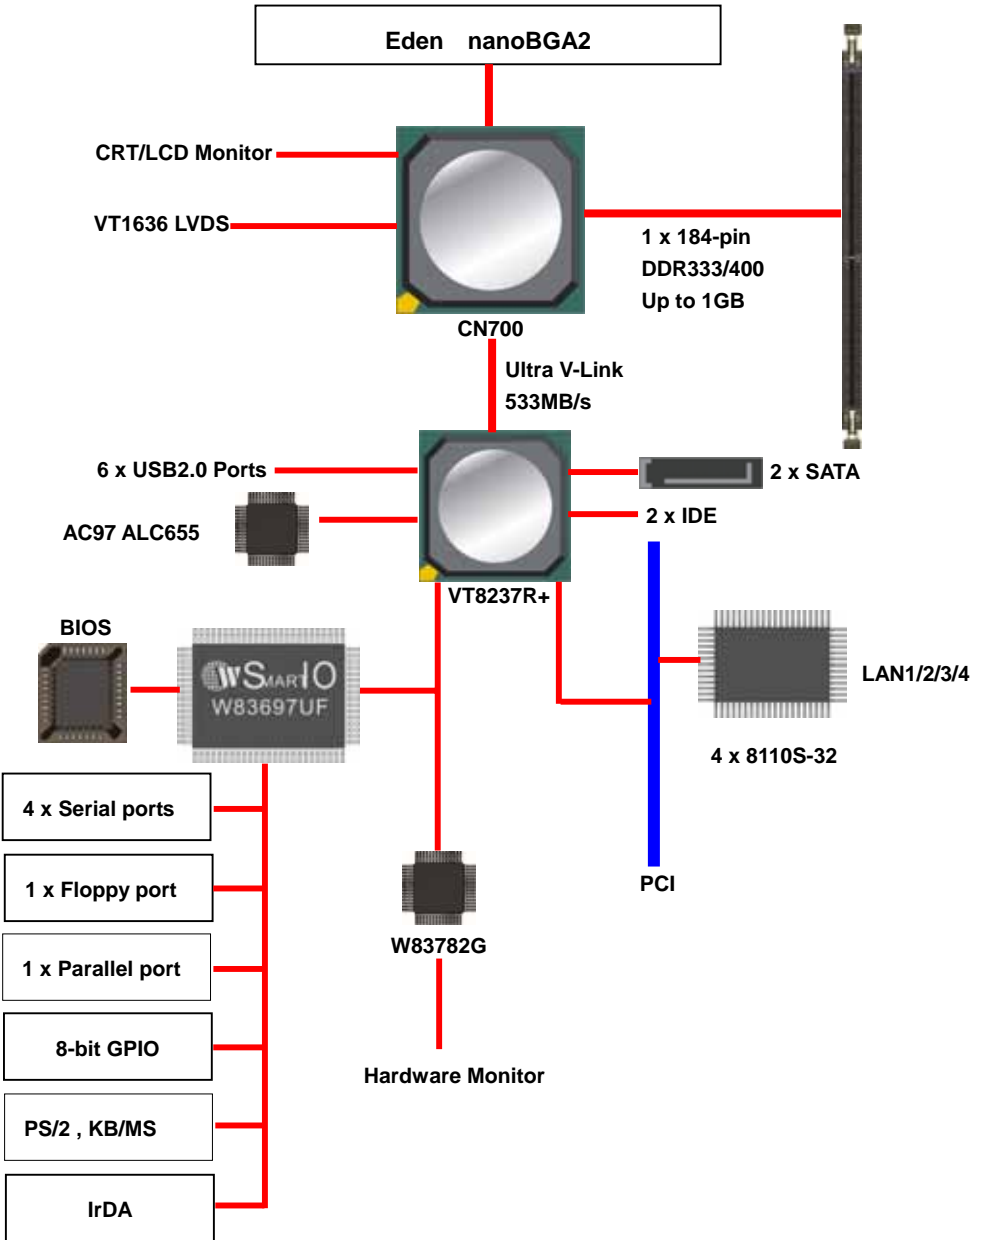 Eden nanoBGA2
CRT/LCD Monitor
VT1636 LVDS
1 x 184-pin
DDR333/400
Up to 1GB
CN700
Ultra V-Link
533MB/s
6 x USB2.0 Ports
2 x SATA
AC97 ALC655
2 x IDE
VT8237R+
BIOS
WSMARTIO
W83697UF
LAN1/2/3/4
4 x 8110S-32
4 x Serial ports
1 x Floppy port
PCI
W83782G
1 x Parallel port
8-bit GPIO
Hardware Monitor
PS/2 , KB/MS
IrDA